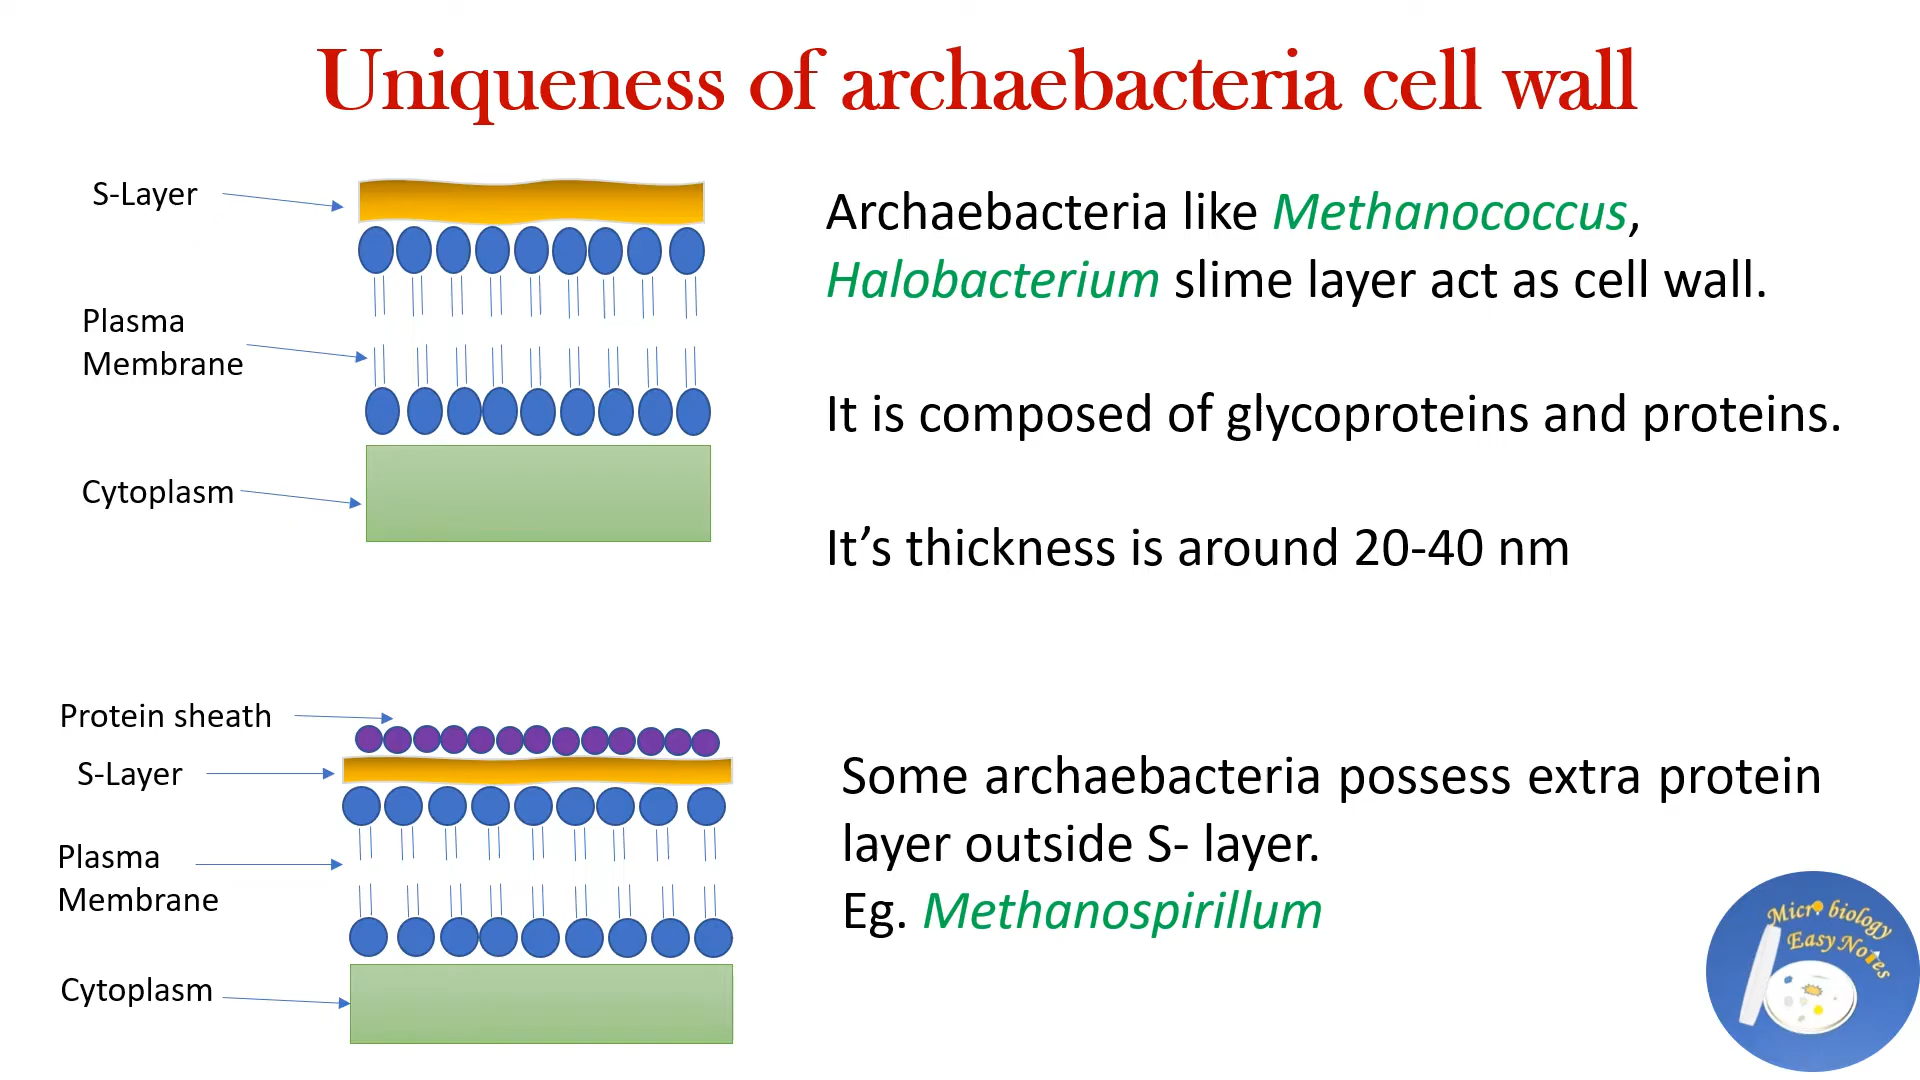 Uniqueness of archaebacteria cell wall
S-Layer
Plasma
Membrane
Cytoplasm
Archaebacteria like Methanococcus,
Halobacterium slime layer act as cell wall.
It is composed of glycoproteins and proteins.
It’s thickness is around 20-40 nm
Protein sheath
S-Layer
Plasma
Membrane
Cytoplasm
Some archaebacteria possess extra protein
layer outside S- layer.
Eg. Methanospirillum
Microbiology
Easy Notes